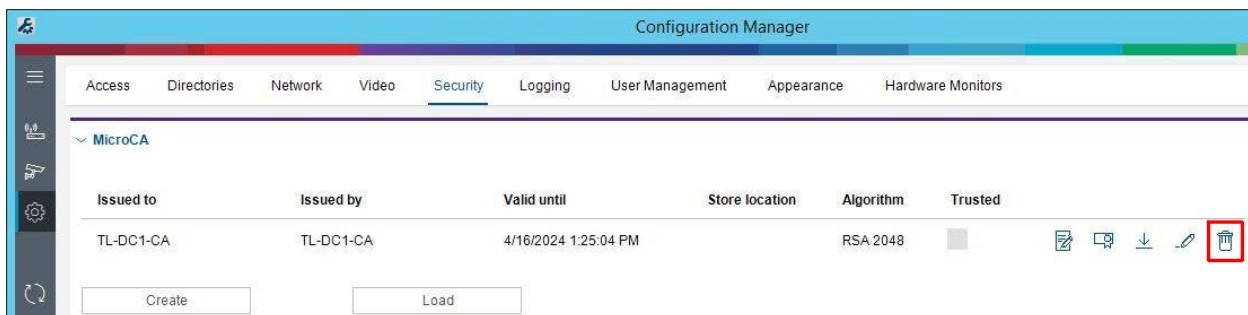 Configuration Manager
Access Directories Network Video Security Logging User Management Appearance Hardware Monitors
MicroCA
Issued to Issued by Valid until Store location Algorithm Trusted
TL-DC1-CA TL-DC1-CA 4/16/2024 1:25:04 PM RSA 2048
Create Load